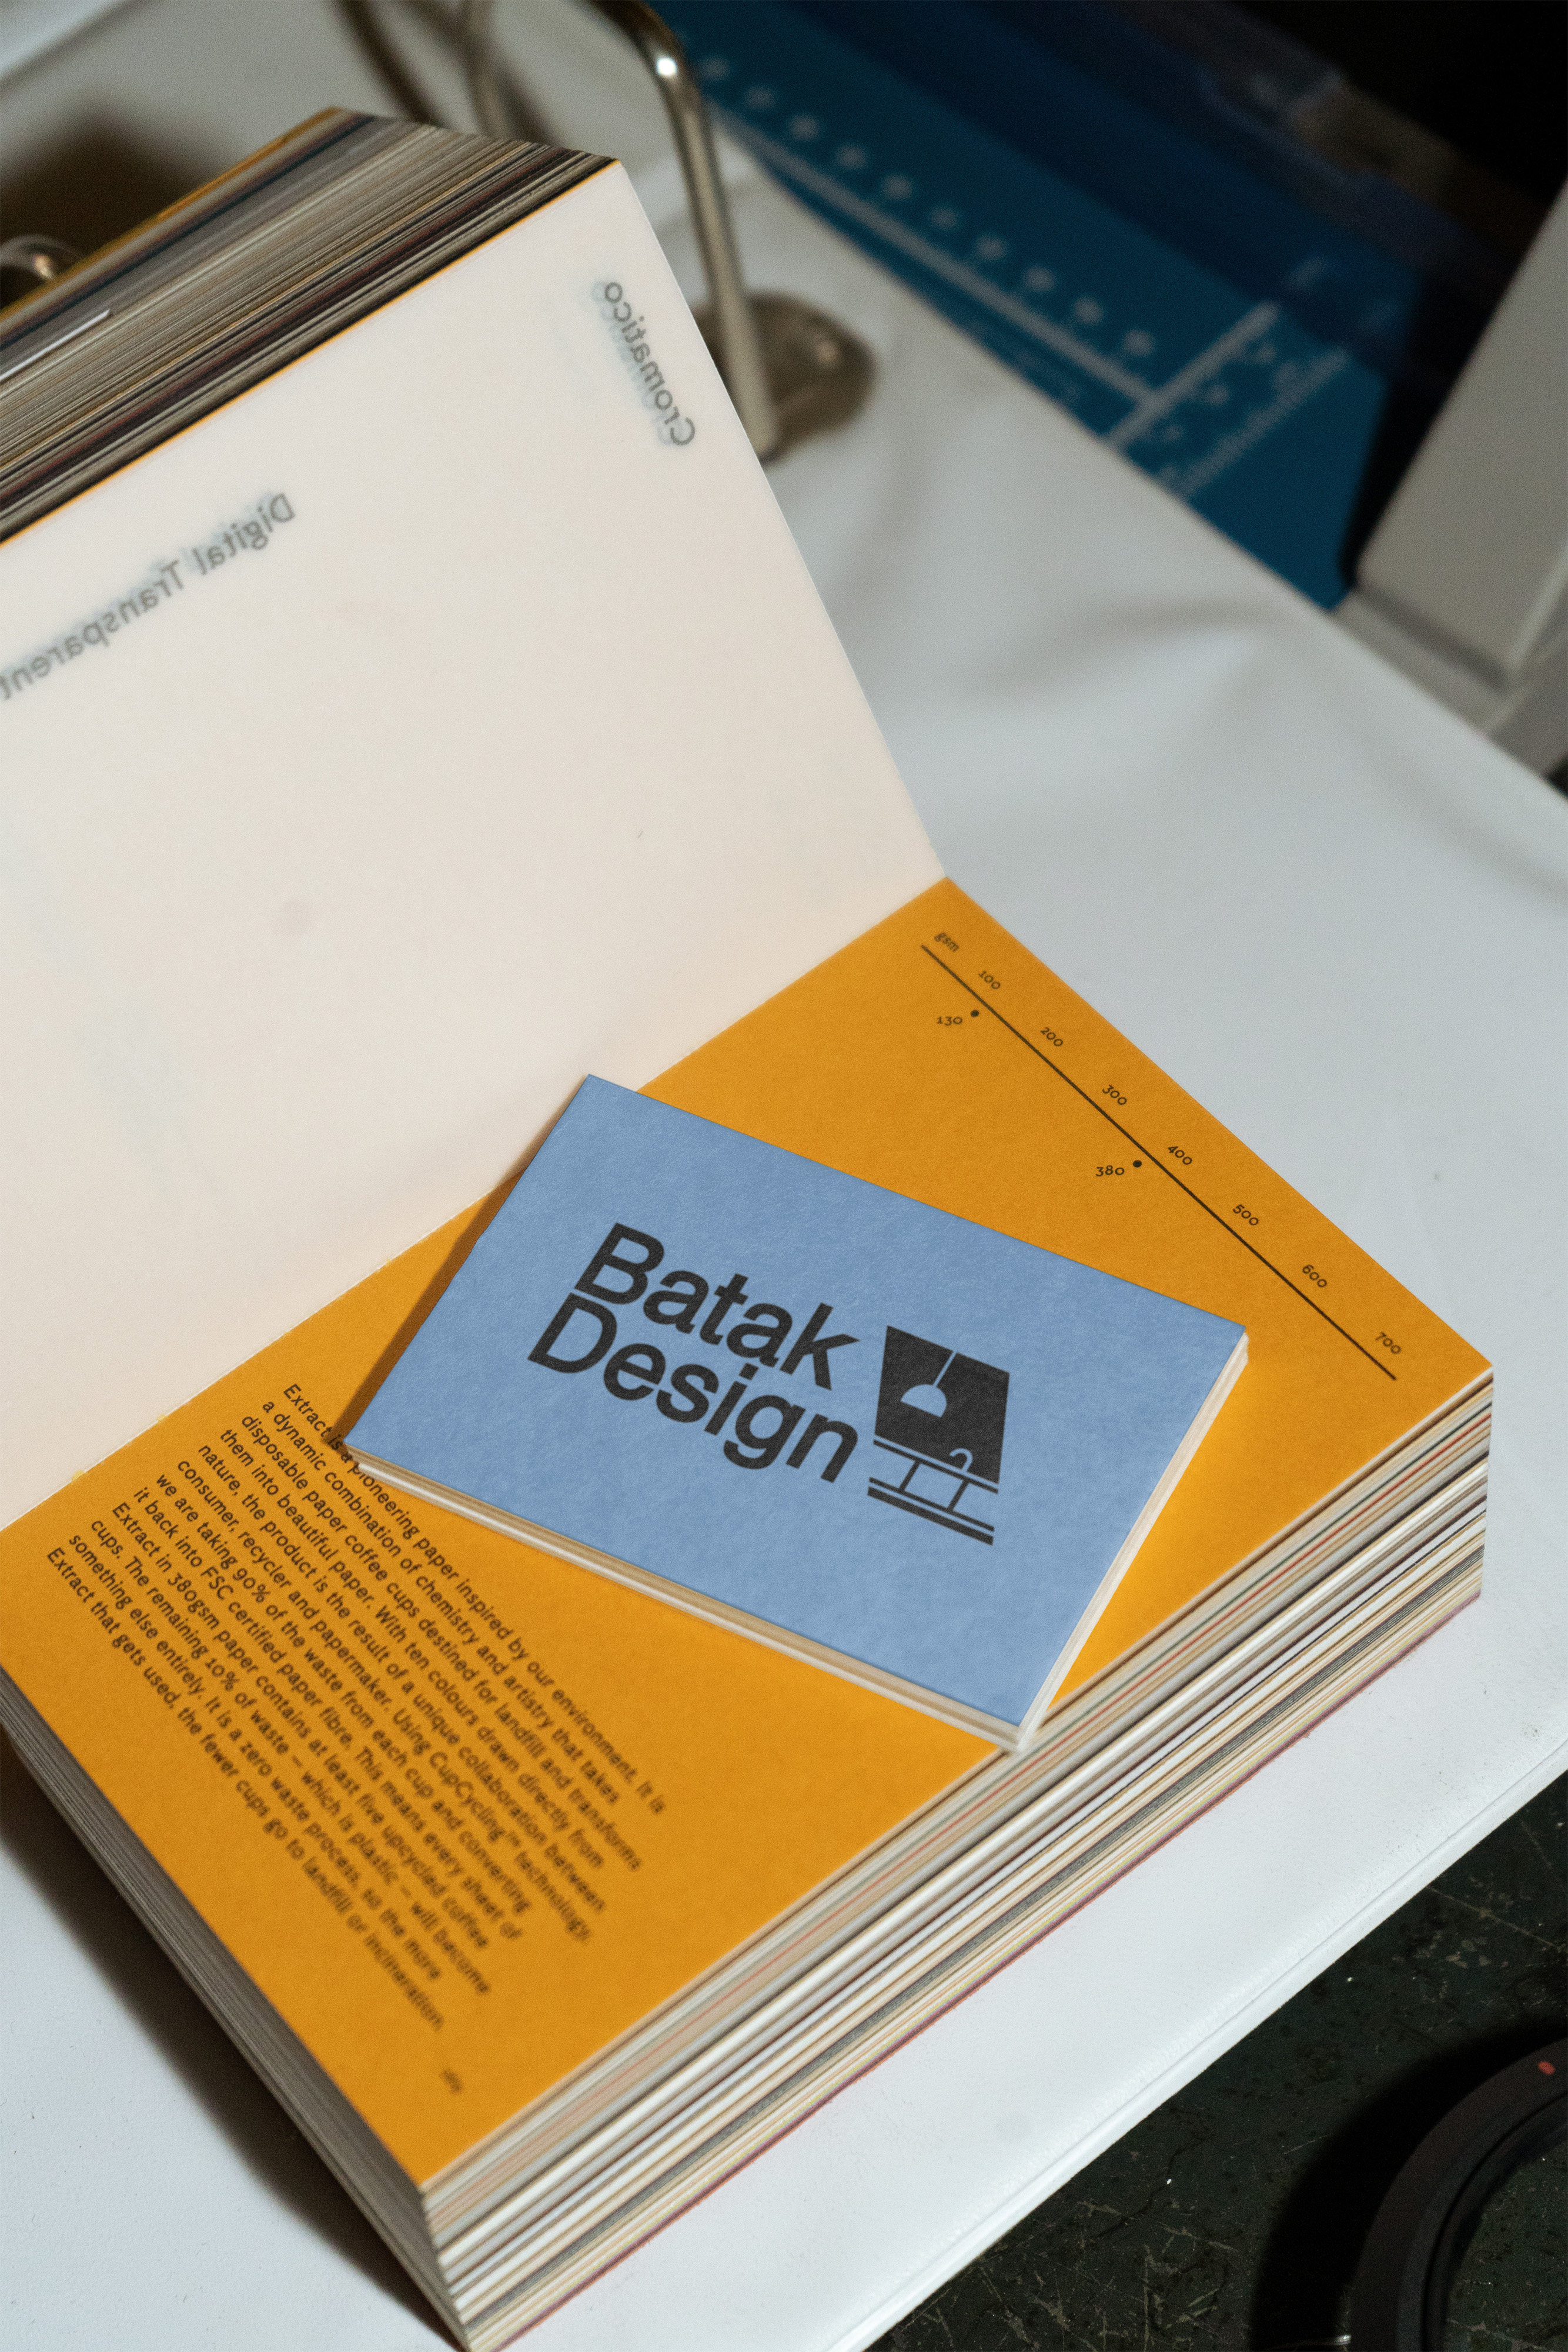 Cromatico
Digital Transparent
gsm
100
130
200
300
400
380
500
600
700
Batak
Design
Extract is a pioneering paper inspired by our environment. It is
a dynamic combination of chemistry and artistry that takes
disposable paper coffee cups destined for landfill and transforms
them into beautiful paper. With ten colours drawn directly from
nature, the product is the result of a unique collaboration between
consumer, recycler and papermaker. Using CupCycling™ technology,
we are taking 90% of the waste from each cup and converting
it back into FSC certified paper fibre. This means every sheet of
Extract in 380gsm paper contains at least five upcycled coffee
cups. The remaining 10% of waste – which is plastic – will become
something else entirely. It is a zero waste process, so the more
Extract that gets used, the fewer cups go to landfill or incineration.